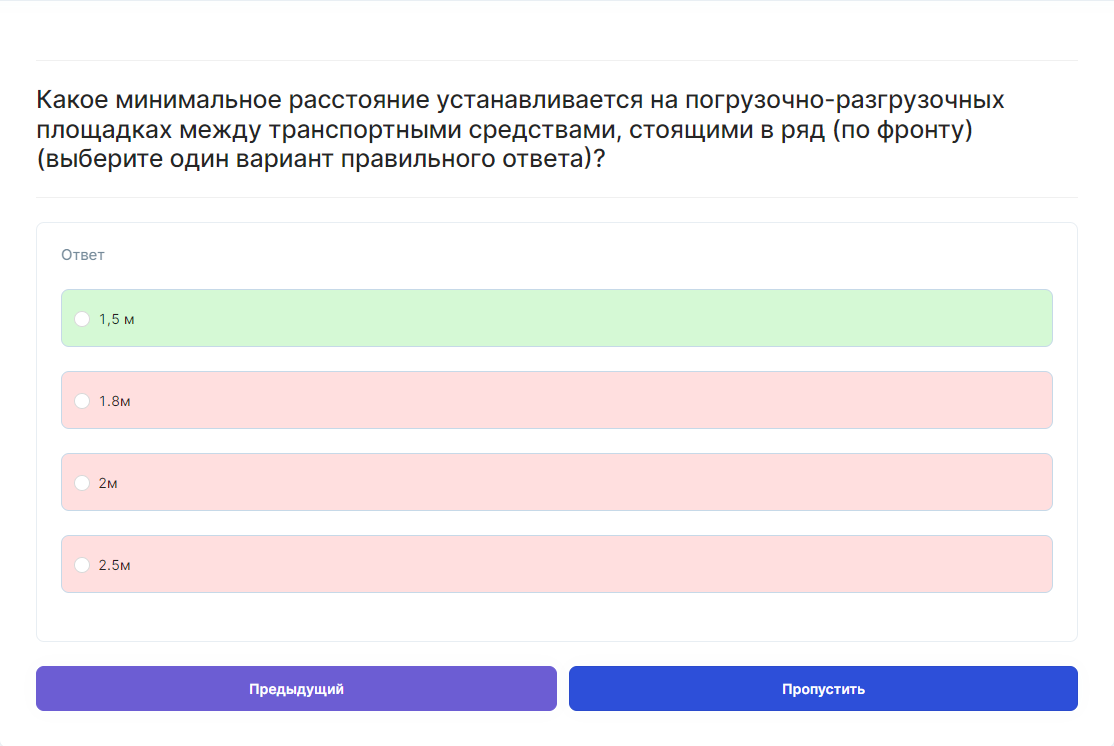 Какое минимальное расстояние устанавливается на погрузочно-разгрузочных
площадках между транспортными средствами, стоящими в ряд (по фронту)
(выберите один вариант правильного ответа)?
Ответ
1,5 м
1.8м
2м
2.5м
Предыдущий
Пропустить